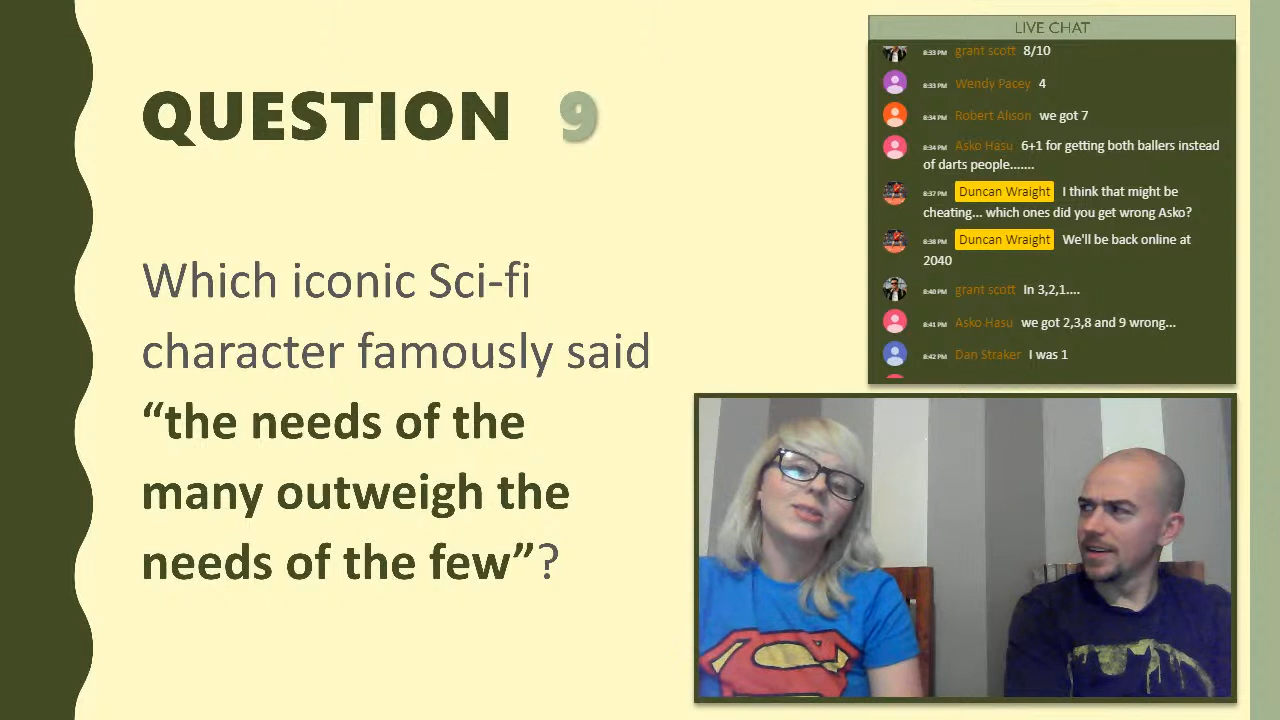 QUESTION 9
Which iconic Sci-fi
character famously said
“the needs of the
many outweigh the
needs of the few”?
LIVE CHAT
8:33 PM grant scott 8/10
8:33 PM Wendy Pacey 4
8:34 PM Robert Alison we got 7
8:34 PM Asko Hasu 6+1 for getting both ballers instead
of darts people.......
8:37 PM Duncan Wraight I think that might be
cheating... which ones did you get wrong Asko?
8:38 PM Duncan Wraight We'll be back online at
2040
8:40 PM grant scott In 3,2,1....
8:41 PM Asko Hasu we got 2,3,8 and 9 wrong...
8:42 PM Dan Straker I was 1